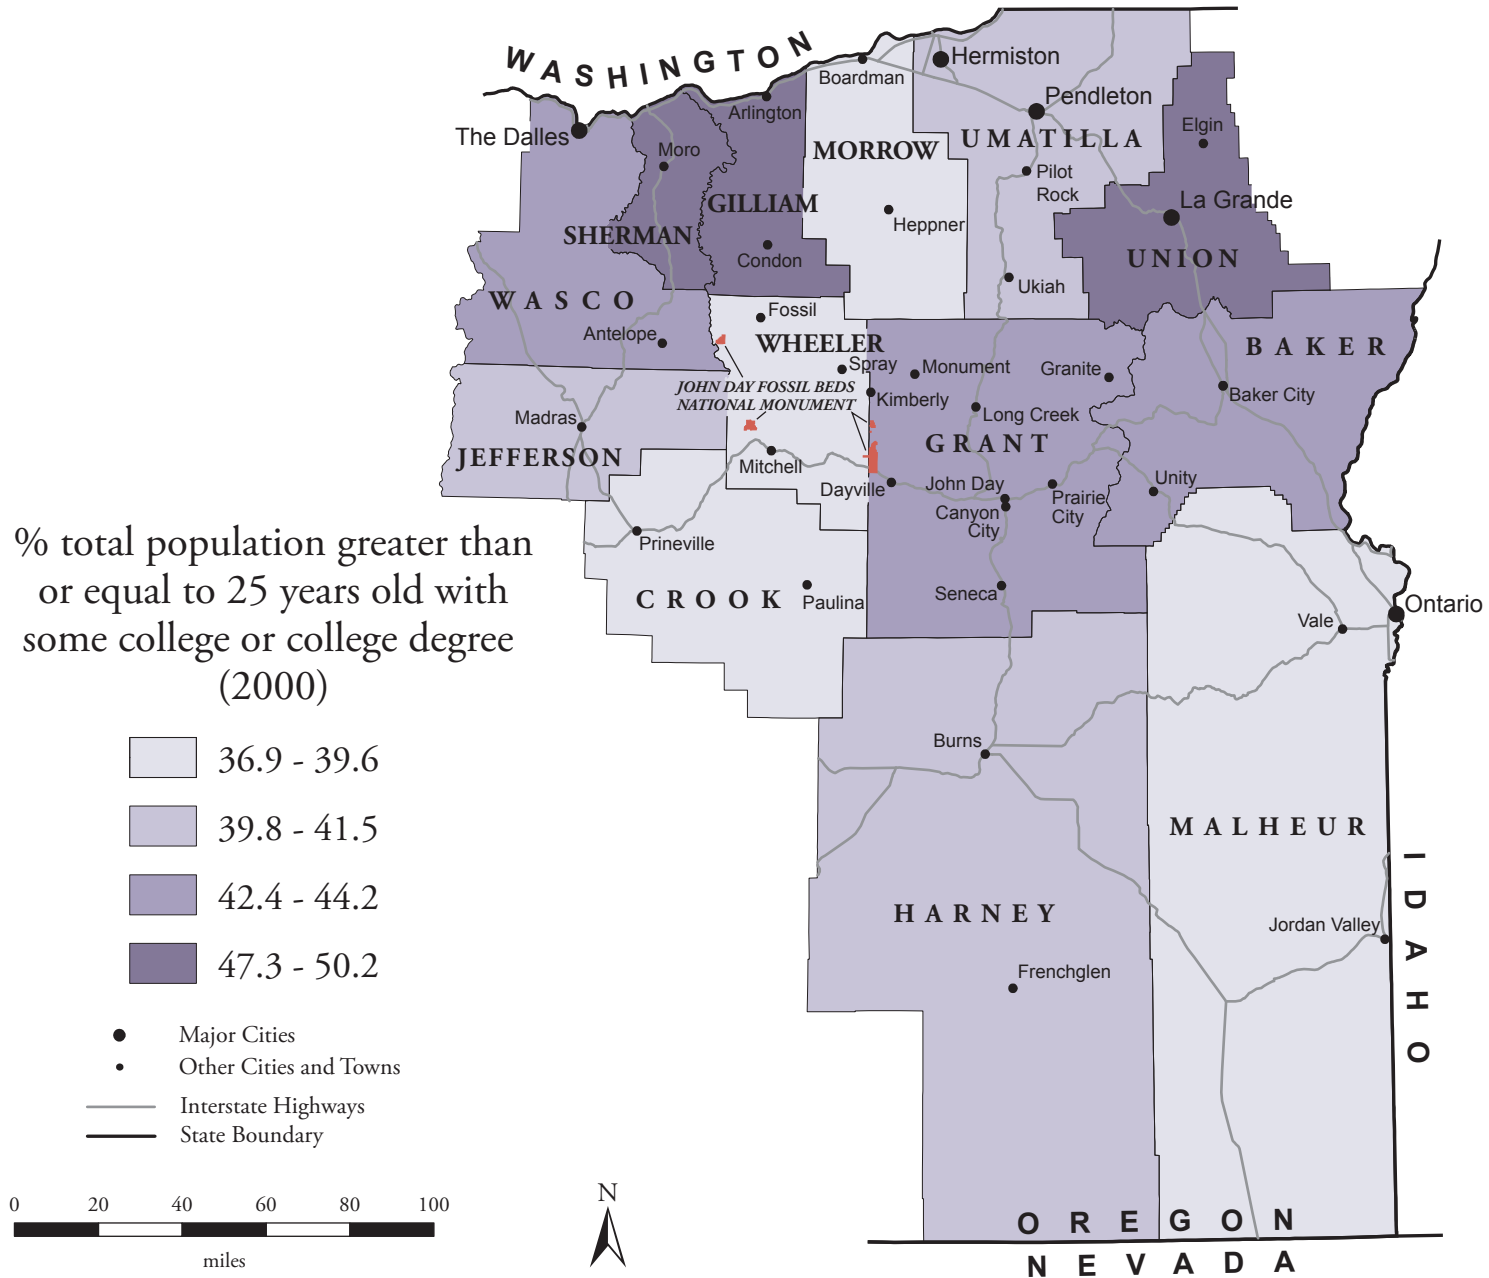 WASHINGTON
Hermiston
Boardman
Pendleton
Arlington
The Dalles
Elgin
UMATILLA
MORROW
Moro
Pilot
Rock
La Grande
GILLIAM
Heppner
SHERMAN
Condon
UNION
Ukiah
WASCO
Fossil
Antelope
WHEELER
BAKER
Spray
Monument
Granite
JOHN DAY FOSSIL BEDS
NATIONAL MONUMENT
Kimberly
Baker City
Long Creek
Madras
GRANT
JEFFERSON
Mitchell
Unity
Dayville
John Day
Prairie
City
Canyon
City
Prineville
CROOK
Paulina
Seneca
Ontario
Vale
Burns
MALHEUR
IDAHO
HARNEY
Jordan Valley
Frenchglen
OREGON
NEVADA
% total population greater than
or equal to 25 years old with
some college or college degree
(2000)
36.9 - 39.6
39.8 - 41.5
42.4 - 44.2
47.3 - 50.2
Major Cities
Other Cities and Towns
Interstate Highways
State Boundary
0 20 40 60 80 100
miles
N